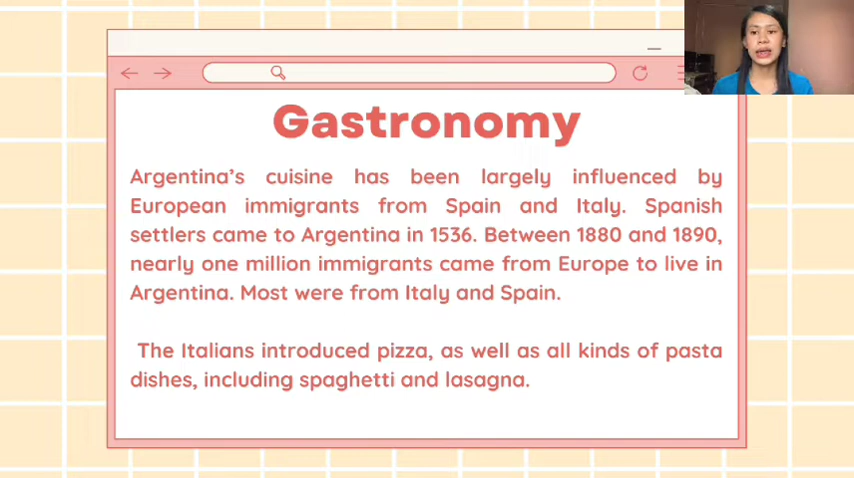 Gastronomy
Argentina's cuisine has been largely influenced by
European immigrants from Spain and Italy. Spanish
settlers came to Argentina in 1536. Between 1880 and 1890,
nearly one million immigrants came from Europe to live in
Argentina. Most were from Italy and Spain.
The Italians introduced pizza, as well as all kinds of pasta
dishes, including spaghetti and lasagna.